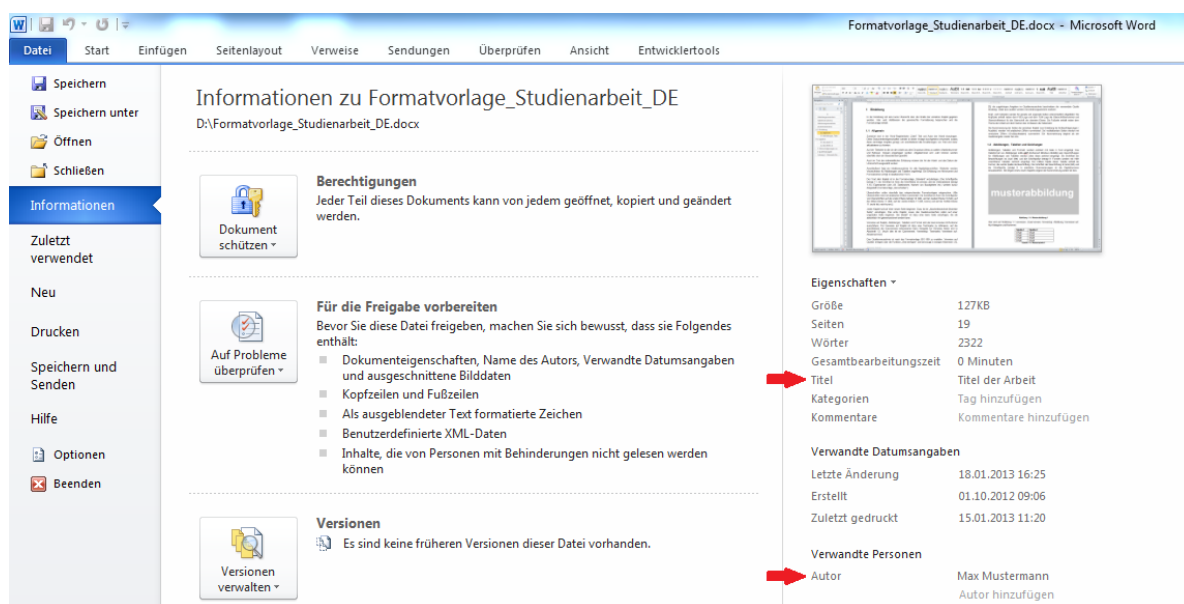 Formatvorlage_Studienarbeit_DE.docx - Microsoft Word
Datei Start Einfügen Seitenlayout Verweise Sendungen Überprüfen Ansicht Entwicklertools
Speichern
Speichern unter
Öffnen
Schließen
Informationen
Zuletzt
verwendet
Neu
Drucken
Speichern und
Senden
Hilfe
Optionen
Beenden
Informationen zu Formatvorlage_Studienarbeit_DE
D:\Formatvorlage_Studienarbeit_DE.docx
Dokument
schützen
Berechtigungen
Jeder Teil dieses Dokuments kann von jedem geöffnet, kopiert und geändert
werden.
Auf Probleme
überprüfen
Für die Freigabe vorbereiten
Bevor Sie diese Datei freigeben, machen Sie sich bewusst, dass sie Folgendes
enthält:
Dokumenteigenschaften, Name des Autors, Verwandte Datumsangaben
und ausgeschnittene Bilddaten
Kopfzeilen und Fußzeilen
Als ausgeblendeter Text formatierte Zeichen
Benutzerdefinierte XML-Daten
Inhalte, die von Personen mit Behinderungen nicht gelesen werden
können
Versionen
verwalten
Versionen
Es sind keine früheren Versionen dieser Datei vorhanden.
musterabbildung
Eigenschaften
Größe 127KB
Seiten 19
Wörter 2322
Gesamtbearbeitungszeit 0 Minuten
Titel Titel der Arbeit
Kategorien Tag hinzufügen
Kommentare Kommentare hinzufügen
Verwandte Datumsangaben
Letzte Änderung 18.01.2013 16:25
Erstellt 01.10.2012 09:06
Zuletzt gedruckt 15.01.2013 11:20
Verwandte Personen
Autor Max Mustermann
Autor hinzufügen